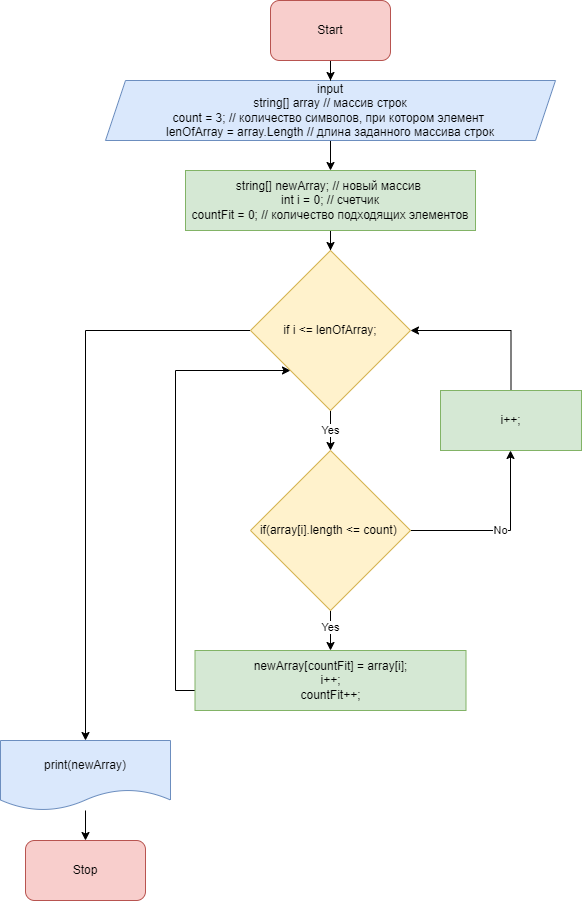 Start
input
string[] array // массив строк
count = 3; // количество символов, при котором элемент
lenOfArray = array.Length // длина заданного массива строк
string[] newArray; // новый массив
int i = 0; // счетчик
countFit = 0; // количество подходящих элементов
if i <= lenOfArray;
i++;
Yes
if(array[i].length <= count)
No
Yes
newArray[countFit] = array[i];
i++;
countFit++;
print(newArray)
Stop